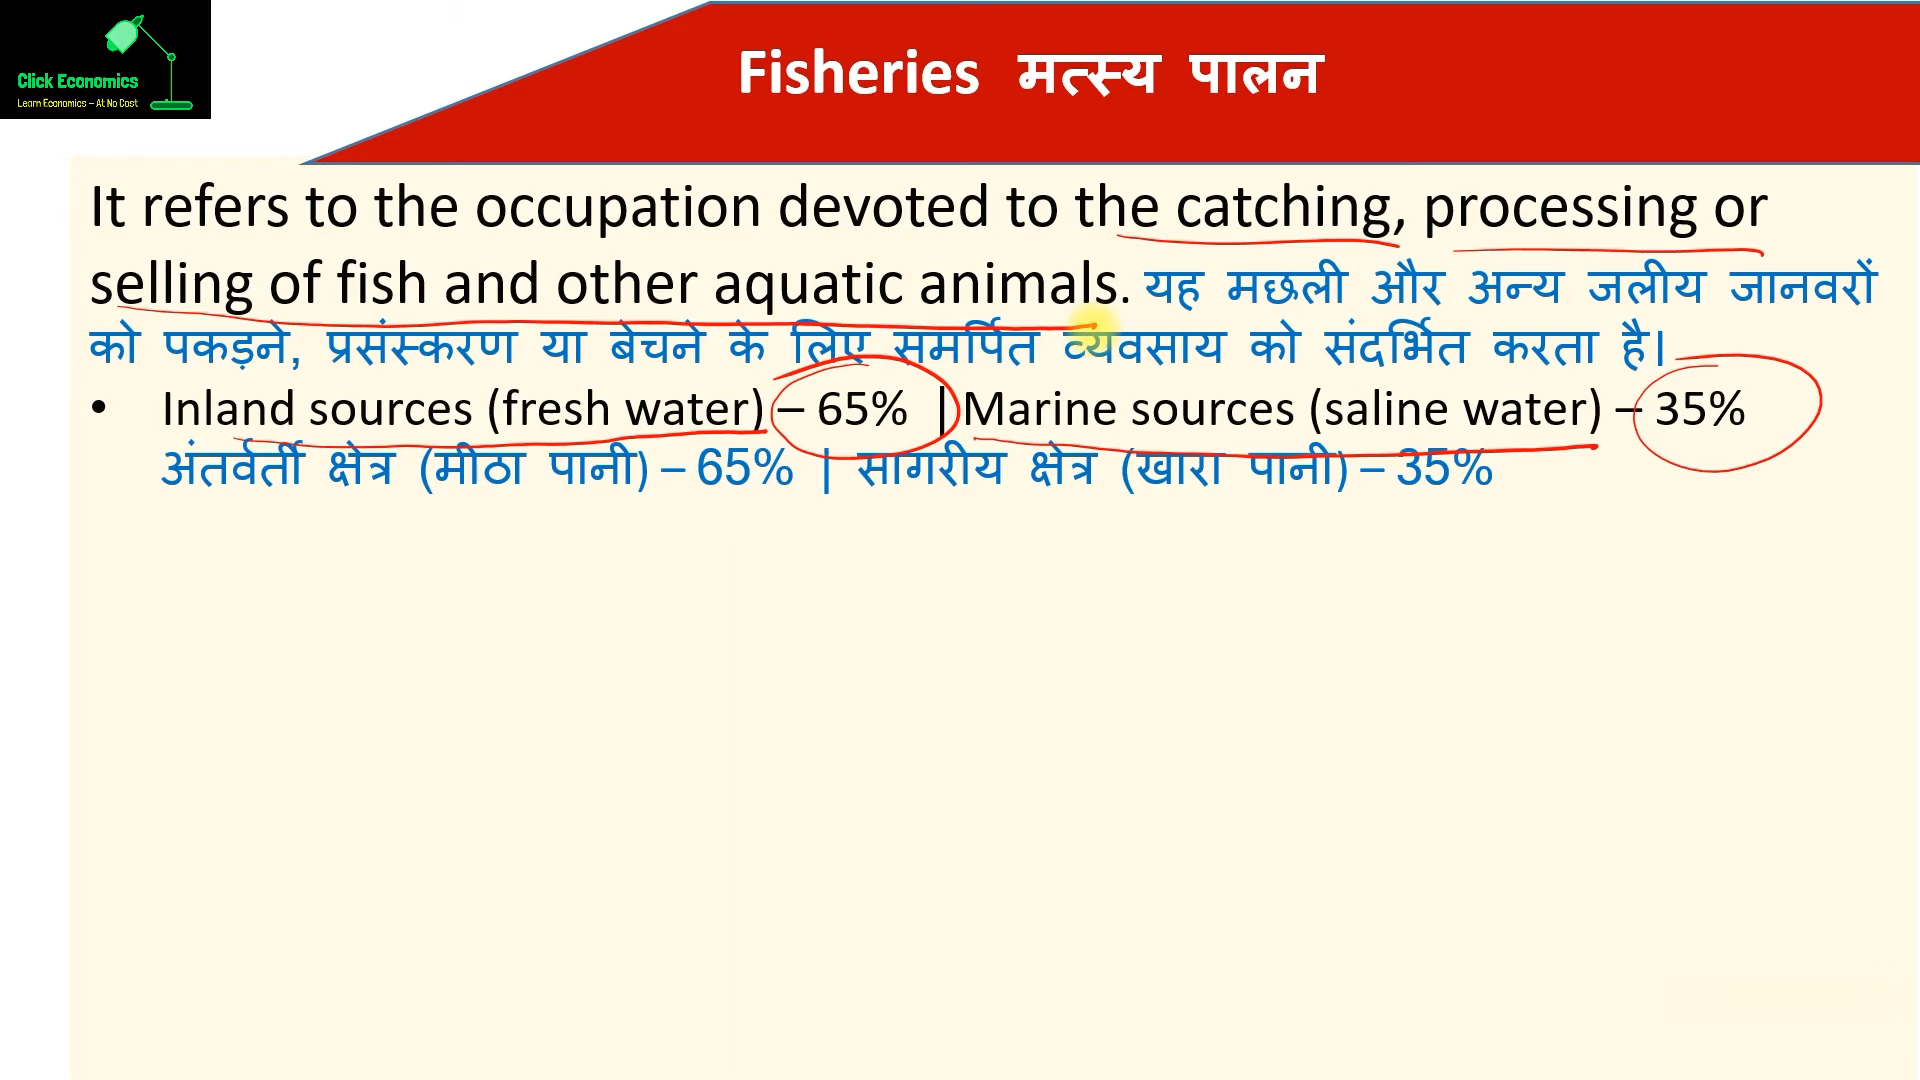 Click Economics
Learn Economics – At No Cost
Fisheries मत्स्य पालन
It refers to the occupation devoted to the catching, processing or
selling of fish and other aquatic animals. यह मछली और अन्य जलीय जानवरों
को पकड़ने, प्रसंस्करण या बेचने के लिए समर्पित व्यवसाय को संदर्भित करता है।
• Inland sources (fresh water) – 65% | Marine sources (saline water) – 35%
अंतर्वर्ती क्षेत्र (मीठा पानी) – 65% | सागरीय क्षेत्र (खारा पानी) – 35%